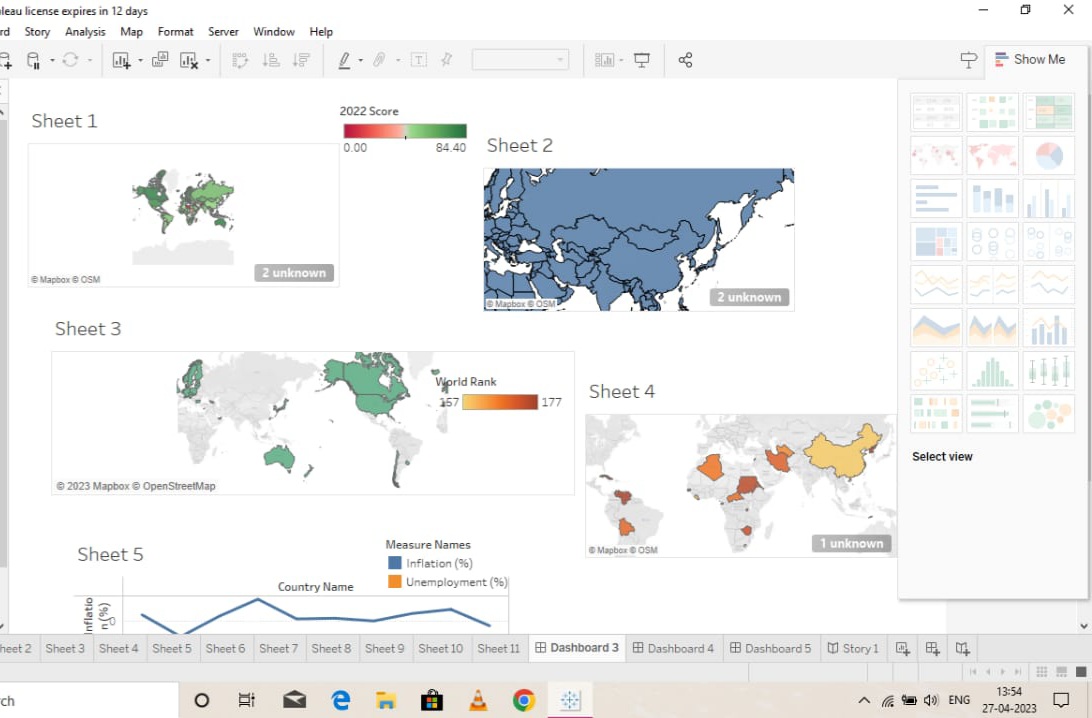 leau license expires in 12 days
rd Story Analysis Map Format Server Window Help
Show Me
Sheet 1
2022 Score
0.00 84.40
2 unknown
© Mapbox © OSM
Sheet 2
2 unknown
© Mapbox © OSM
Sheet 3
World Rank
157 177
© 2023 Mapbox © OpenStreetMap
Sheet 4
1 unknown
© Mapbox © OSM
Select view
Sheet 5
Measure Names
Inflation (%)
Unemployment (%)
Country Name
Inflatio
n (%)
0
heet 2 Sheet 3 Sheet 4 Sheet 5 Sheet 6 Sheet 7 Sheet 8 Sheet 9 Sheet 10 Sheet 11 Dashboard 3 Dashboard 4 Dashboard 5 Story 1
rch
ENG
13:54
27-04-2023